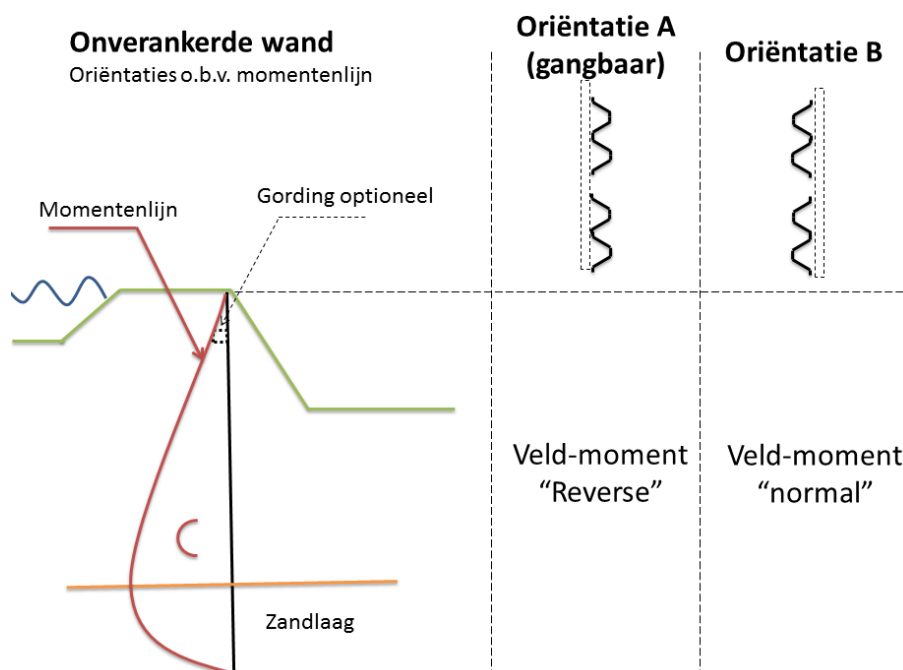 Onverankerde wand
Oriëntaties o.b.v. momentenlijn
Oriëntatie A
(gangbaar)
Oriëntatie B
Gording optioneel
Momentenlijn
Veld-moment
“Reverse”
Veld-moment
“normal”
Zandlaag